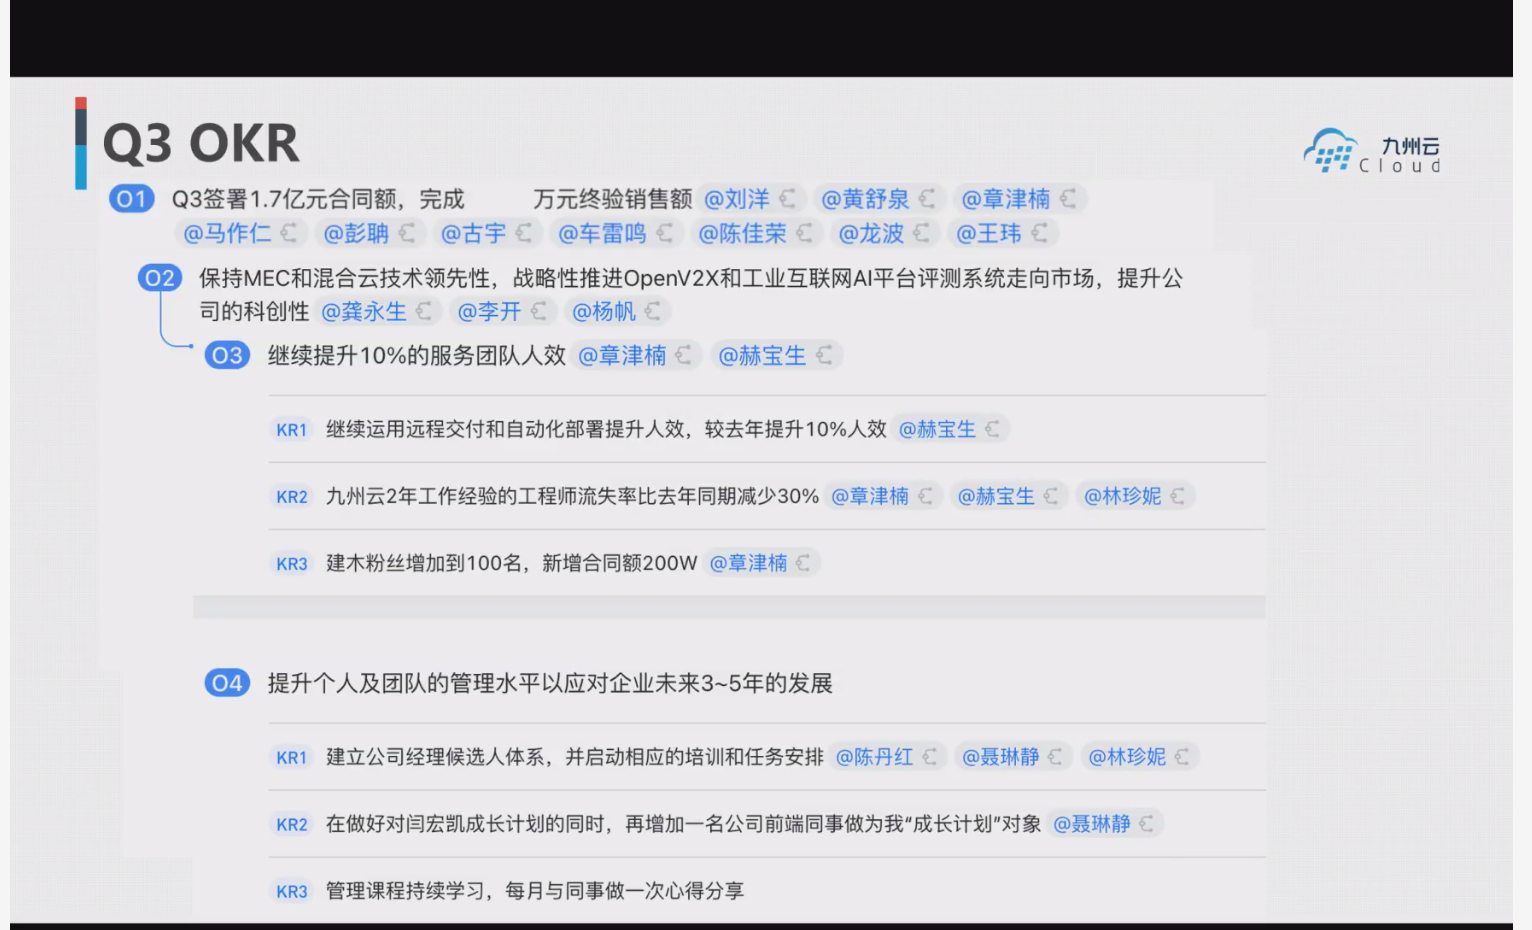 Q3 OKR
九州云
Cloud
O1 Q3签署1.7亿元合同额，完成 万元终验销售额 @刘洋 @黄舒泉 @章津楠
@马作仁 @彭聃 @古宇 @车雷鸣 @陈佳荣 @龙波 @王玮
O2 保持MEC和混合云技术领先性，战略性推进OpenV2X和工业互联网AI平台评测系统走向市场，提升公
司的科创性 @龚永生 @李开 @杨帆
O3 继续提升10%的服务团队人效 @章津楠 @赫宝生
KR1 继续运用远程交付和自动化部署提升人效，较去年提升10%人效 @赫宝生
KR2 九州云2年工作经验的工程师流失率比去年同期减少30% @章津楠 @赫宝生 @林珍妮
KR3 建木粉丝增加到100名，新增合同额200W @章津楠
O4 提升个人及团队的管理水平以应对企业未来3~5年的发展
KR1 建立公司经理候选人体系，并启动相应的培训和任务安排 @陈丹红 @聂琳静 @林珍妮
KR2 在做好对闫宏凯成长计划的同时，再增加一名公司前端同事做为我“成长计划”对象 @聂琳静
KR3 管理课程持续学习，每月与同事做一次心得分享